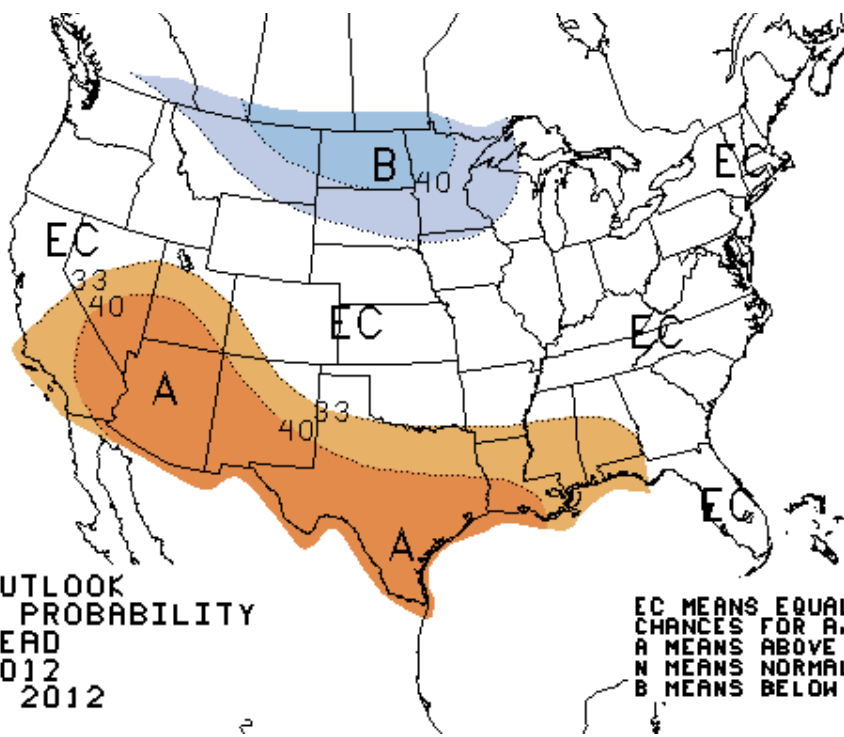 B
EC
40
EC
33
40
EC
EC
A
33
40
EC
A
UTLOOK
PROBABILITY
EAD
012
2012
EC MEANS EQUAL
CHANCES FOR A,
A MEANS ABOVE
N MEANS NORMAL
B MEANS BELOW